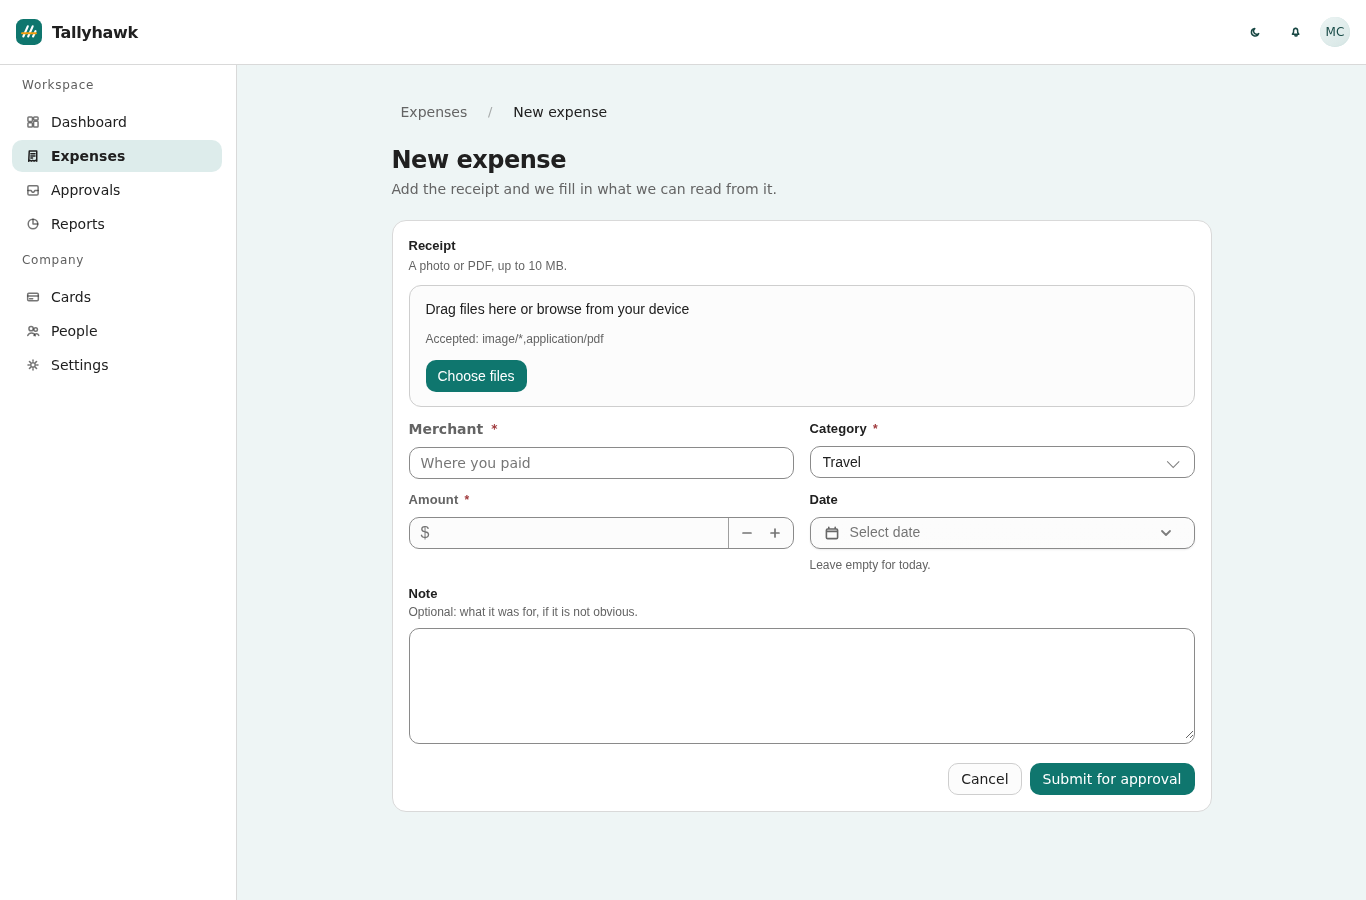 Tallyhawk
MC
Workspace
Dashboard
Expenses
Approvals
Reports
Company
Cards
People
Settings
Expenses / New expense
New expense
Add the receipt and we fill in what we can read from it.
Receipt
A photo or PDF, up to 10 MB.
Drag files here or browse from your device
Accepted: image/*,application/pdf
Choose files
Merchant *
Where you paid
Category *
Travel
Amount *
$
Date
Select date
Leave empty for today.
Note
Optional: what it was for, if it is not obvious.
Cancel
Submit for approval